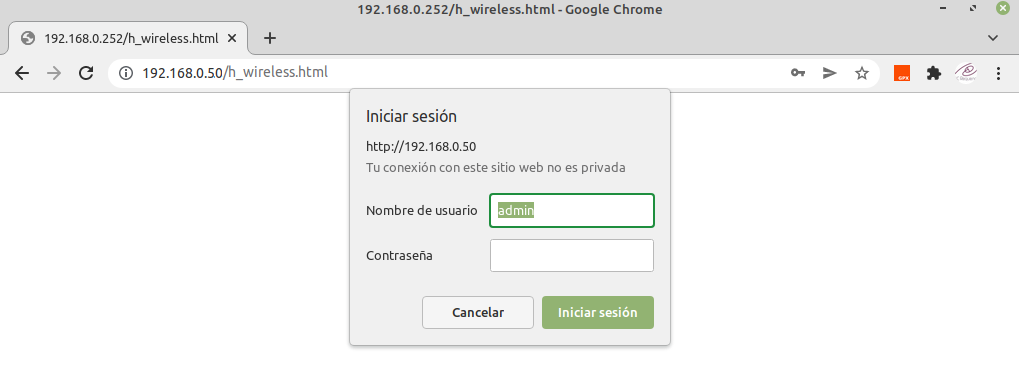 192.168.0.252/h_wireless.html - Google Chrome
192.168.0.252/h_wireless.html
192.168.0.50/h_wireless.html
GPX
Iniciar sesión
http://192.168.0.50
Tu conexión con este sitio web no es privada
Nombre de usuario admin
Contraseña
Cancelar Iniciar sesión